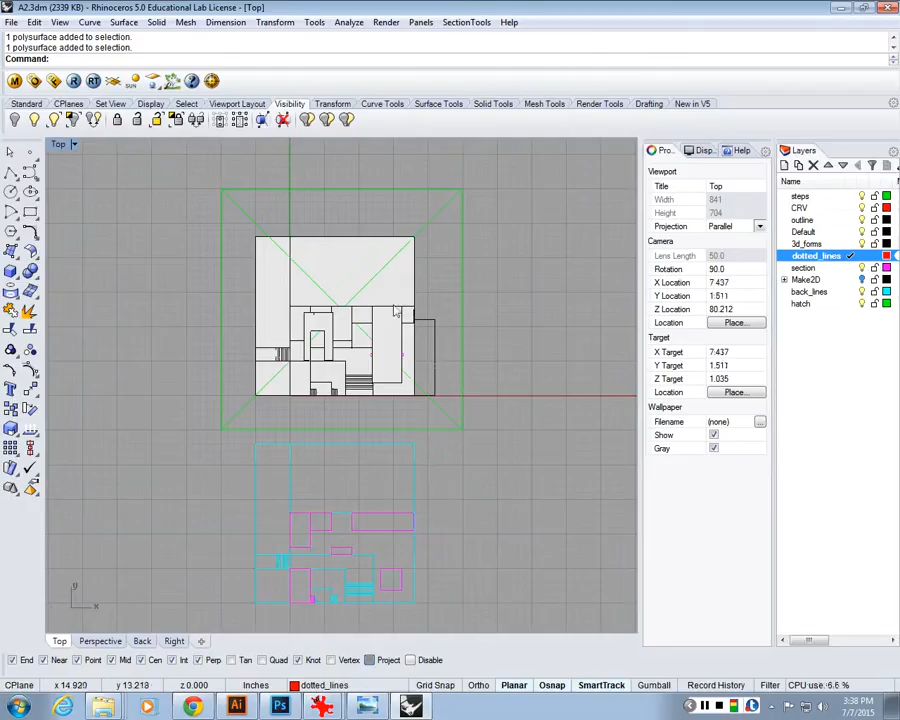 A2.3dm (2339 KB) - Rhinoceros 5.0 Educational Lab License - [Top]
File Edit View Curve Surface Solid Mesh Dimension Transform Tools Analyze Render Panels SectionTools Help
1 polysurface added to selection.
1 polysurface added to selection.
Command:
Standard CPlanes Set View Display Select Viewport Layout Visibility Transform Curve Tools Surface Tools Solid Tools Mesh Tools Render Tools Drafting New in V5
Top
Pro... Disp... Help
Viewport
Title Top
Width 841
Height 704
Projection Parallel
Camera
Lens Length 50.0
Rotation 90.0
X Location 7.437
Y Location 1.511
Z Location 80.212
Location Place...
Target
X Target 7.437
Y Target 1.511
Z Target 1.035
Location Place...
Wallpaper
Filename (none) ...
Show
Gray
Layers
Name
steps
CRV
outline
Default
3d_forms
dotted_lines
section
Make2D
back_lines
hatch
y
x
Top Perspective Back Right
End Near Point Mid Cen Int Perp Tan Quad Knot Vertex Project Disable
CPlane x 14.920 y 13.218 z 0.000 Inches dotted_lines Grid Snap Ortho Planar Osnap SmartTrack Gumball Record History Filter CPU use: 6.6 %
Ai Ps
3:38 PM
7/7/2015